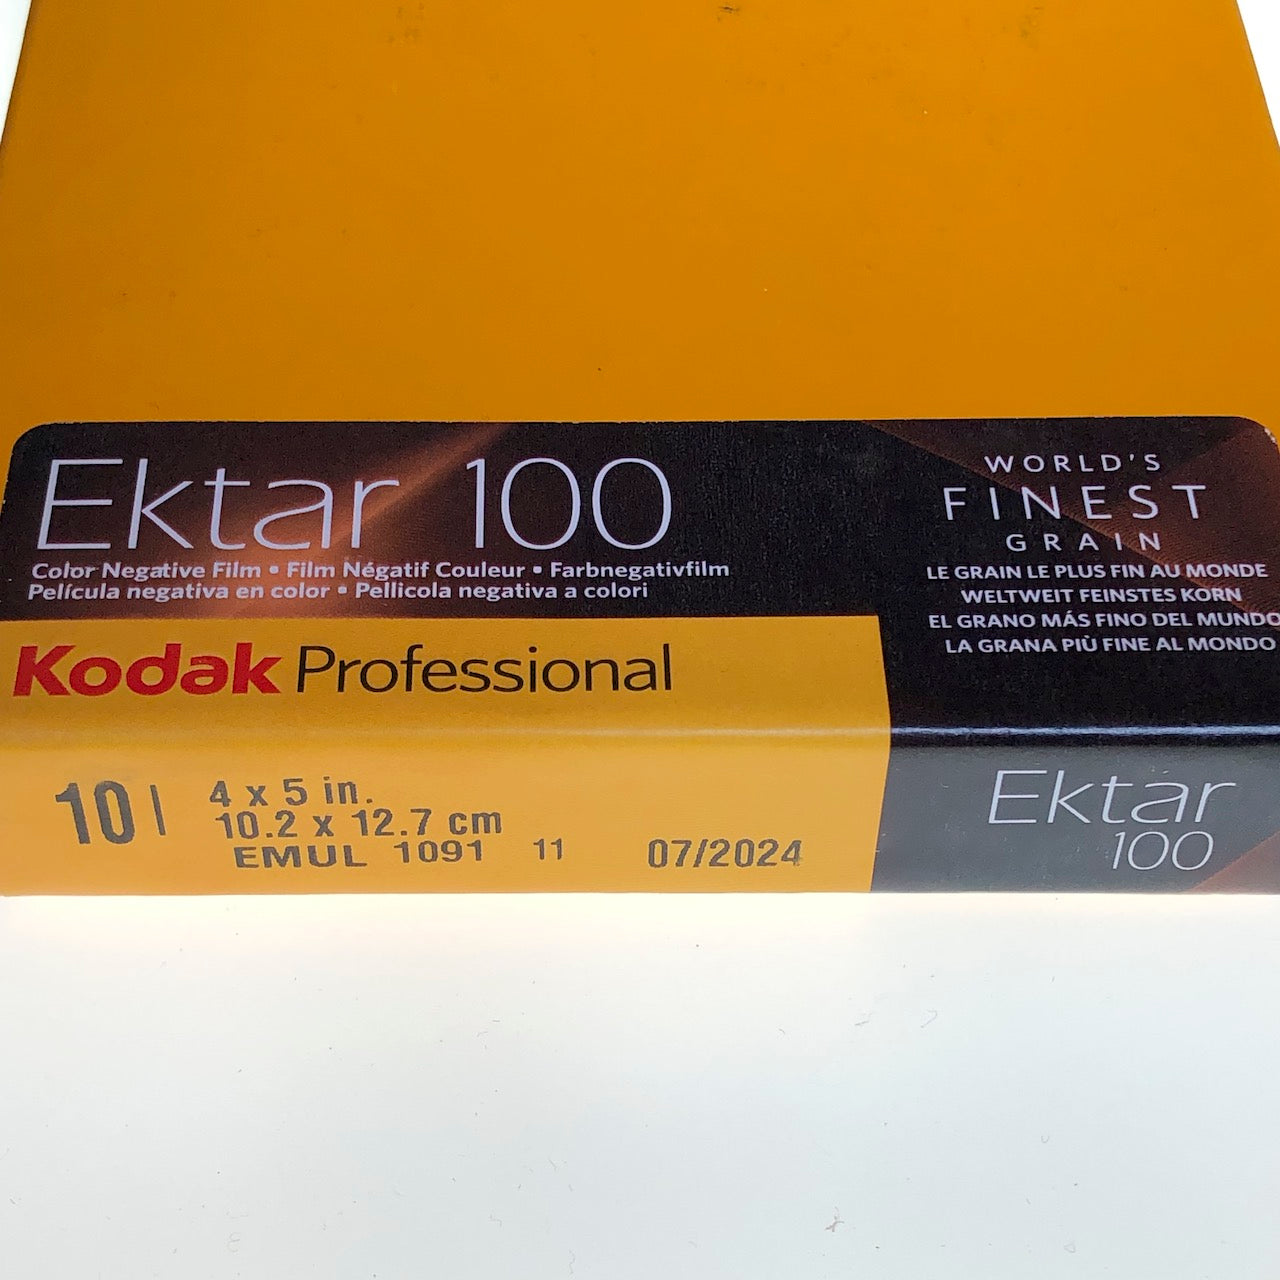 Ektar 100
Color Negative Film • Film Négatif Couleur • Farbnegativfilm
Película negativa en color • Pellicola negativa a colori
WORLD'S
FINEST
GRAIN
LE GRAIN LE PLUS FIN AU MONDE
WELTWEIT FEINSTES KORN
EL GRANO MÁS FINO DEL MUNDO
LA GRANA PIÙ FINE AL MONDO
Kodak Professional
10 |
4 x 5 in.
10.2 x 12.7 cm
EMUL 1091 11 07/2024
Ektar
100